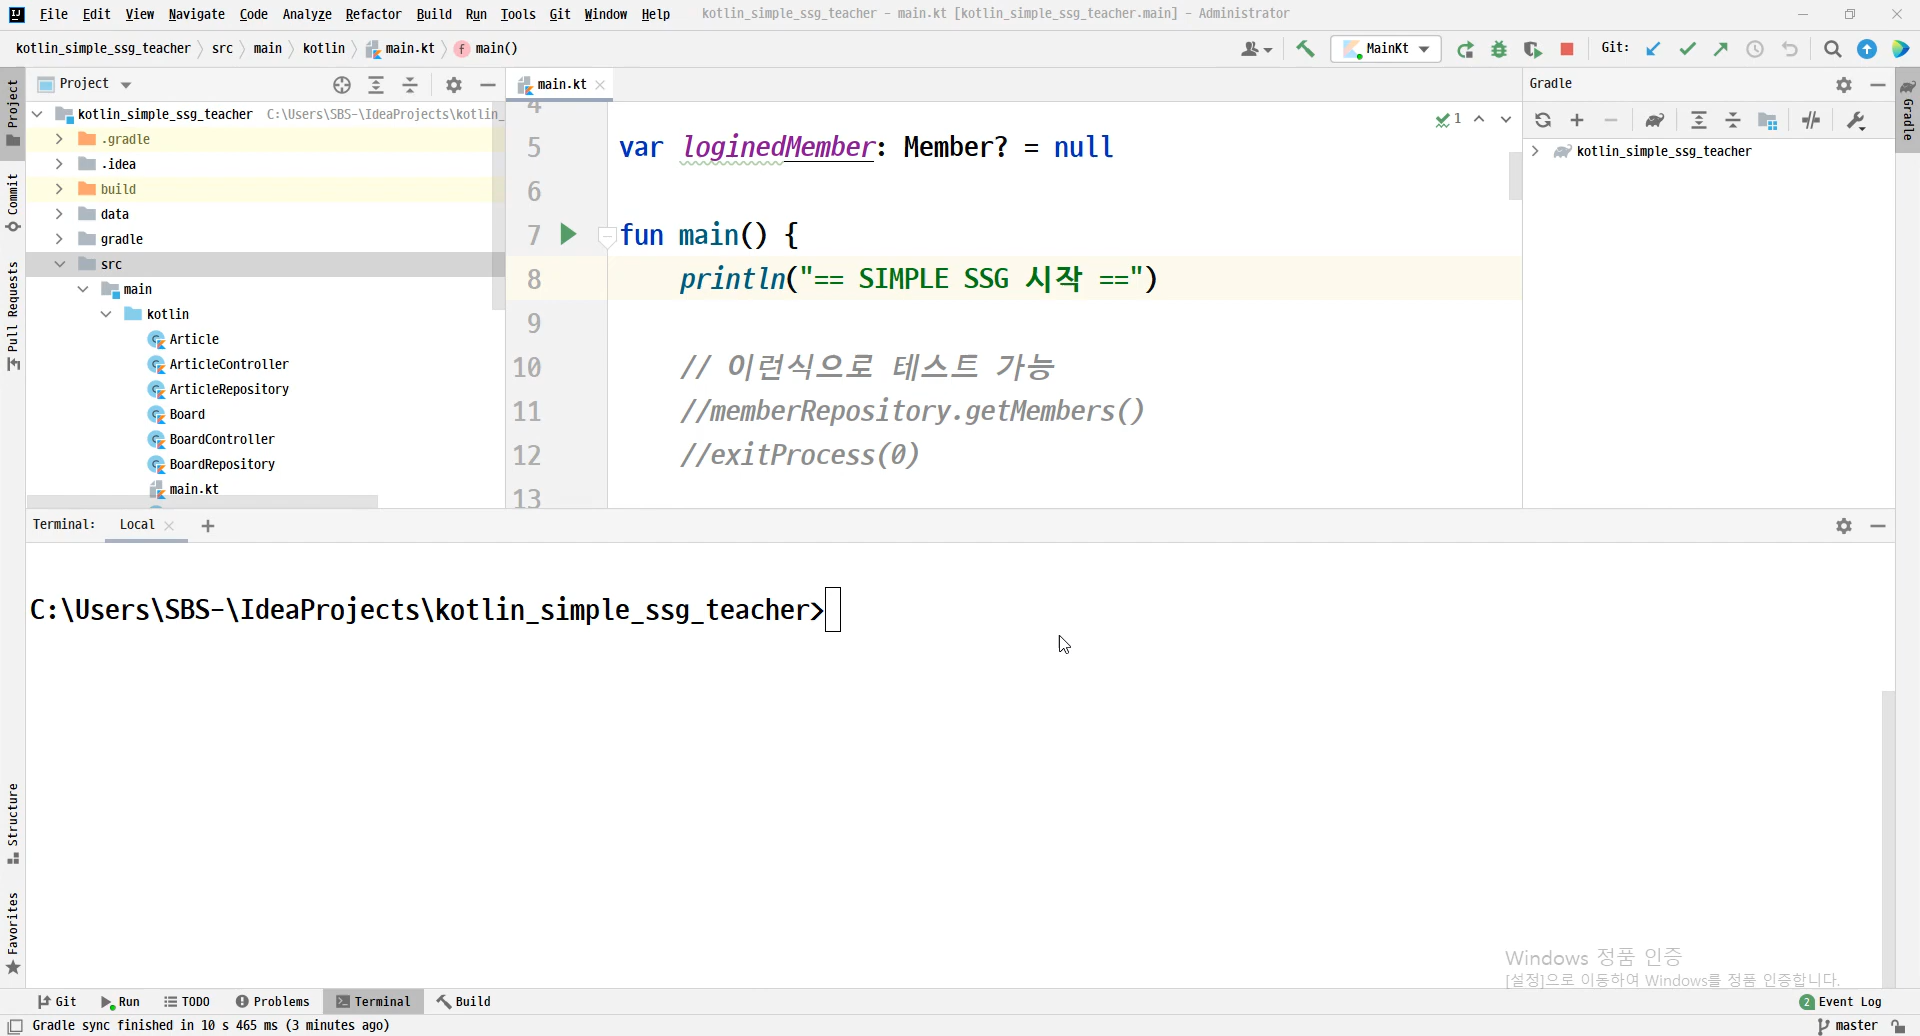 File Edit View Navigate Code Analyze Refactor Build Run Tools Git Window Help kotlin_simple_ssg_teacher - main.kt [kotlin_simple_ssg_teacher.main] - Administrator
kotlin_simple_ssg_teacher src main kotlin main.kt main() MainKt Git:
Project main.kt Gradle
kotlin_simple_ssg_teacher C:\Users\SBS-\IdeaProjects\kotlin_
.gradle
.idea
build
data
gradle
src
main
kotlin
Article
ArticleController
ArticleRepository
Board
BoardController
BoardRepository
main.kt
4
5 var loginedMember: Member? = null
6
7 fun main() {
8 println("== SIMPLE SSG 시작 ==")
9
10 // 이런식으로 테스트 가능
11 //memberRepository.getMembers()
12 //exitProcess(0)
13
1
kotlin_simple_ssg_teacher
Gradle
Project
Commit
Pull Requests
Structure
Favorites
Terminal: Local
C:\Users\SBS-\IdeaProjects\kotlin_simple_ssg_teacher>
Windows 정품 인증
[설정]으로 이동하여 Windows를 정품 인증합니다.
Git Run TODO Problems Terminal Build 2 Event Log
Gradle sync finished in 10 s 465 ms (3 minutes ago) master